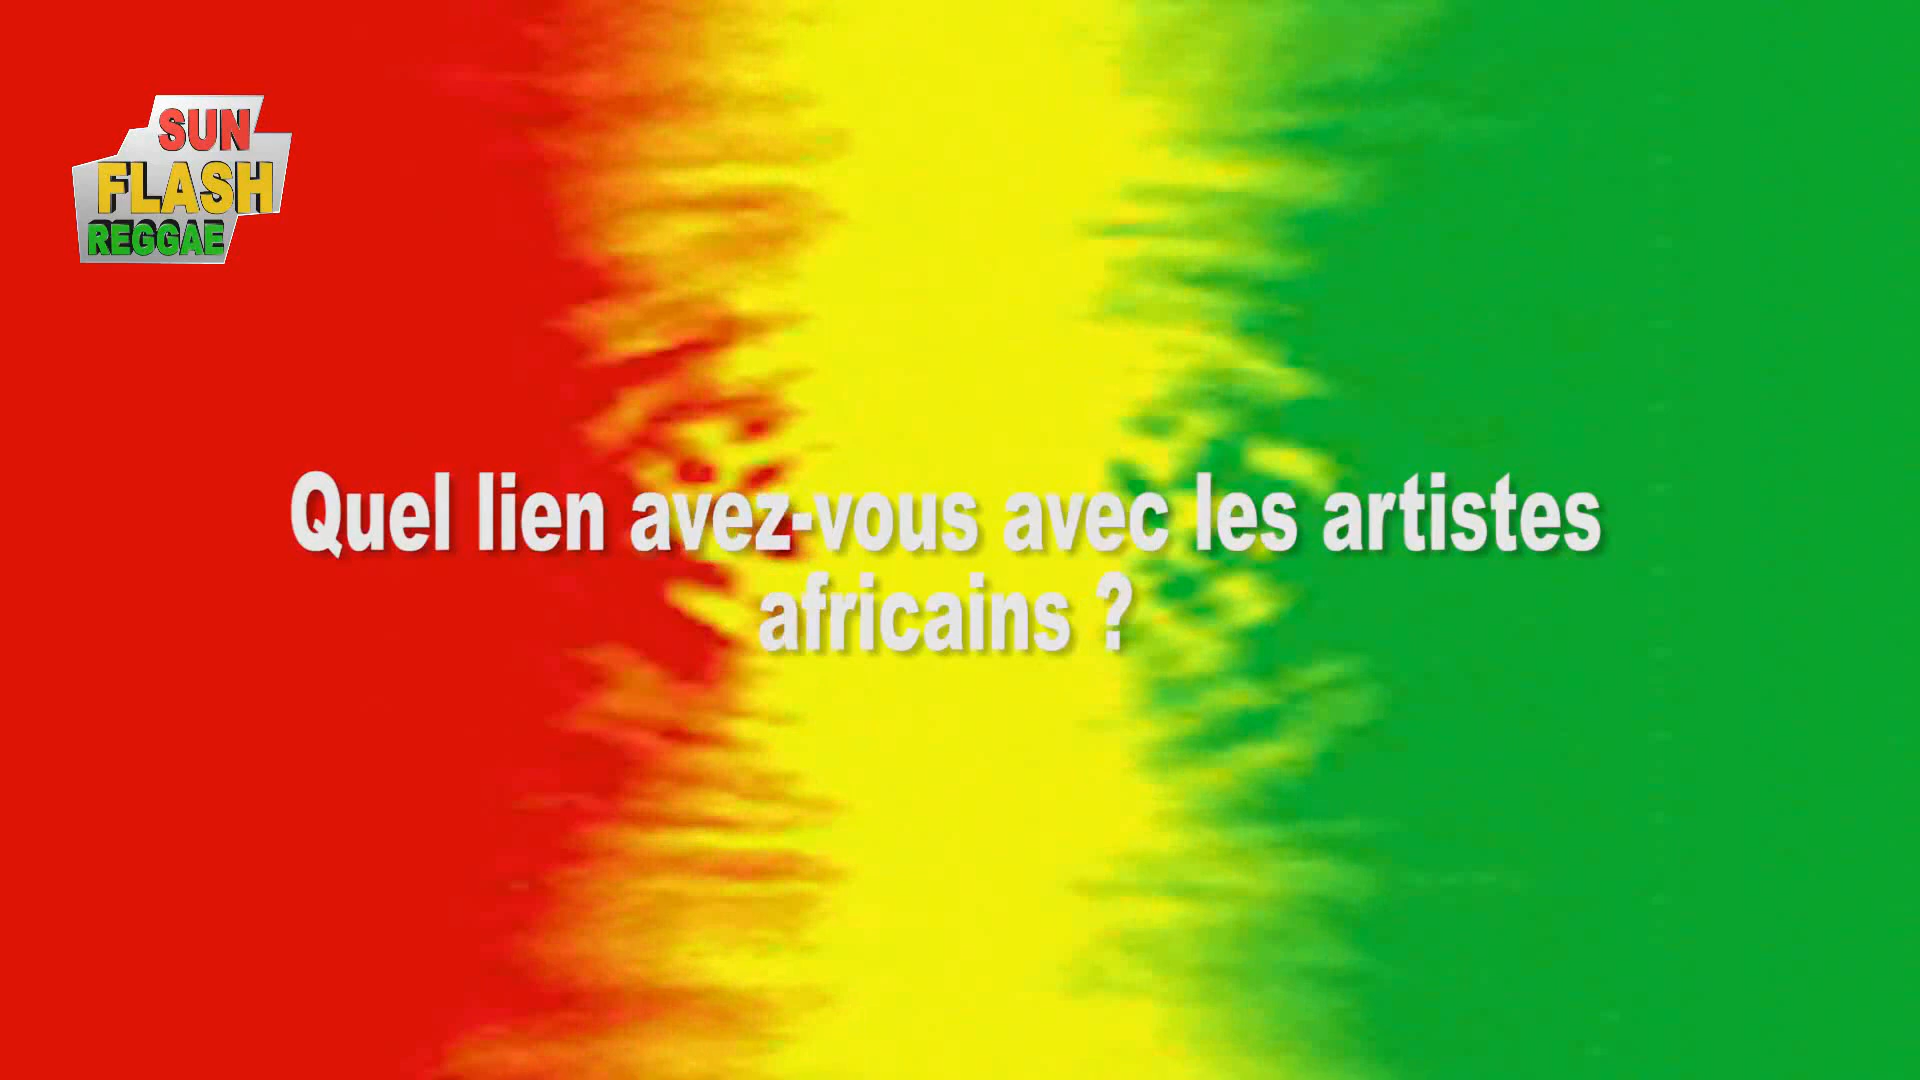 SUN
FLASH
REGGAE
Quel lien avez-vous avec les artistes
africains ?